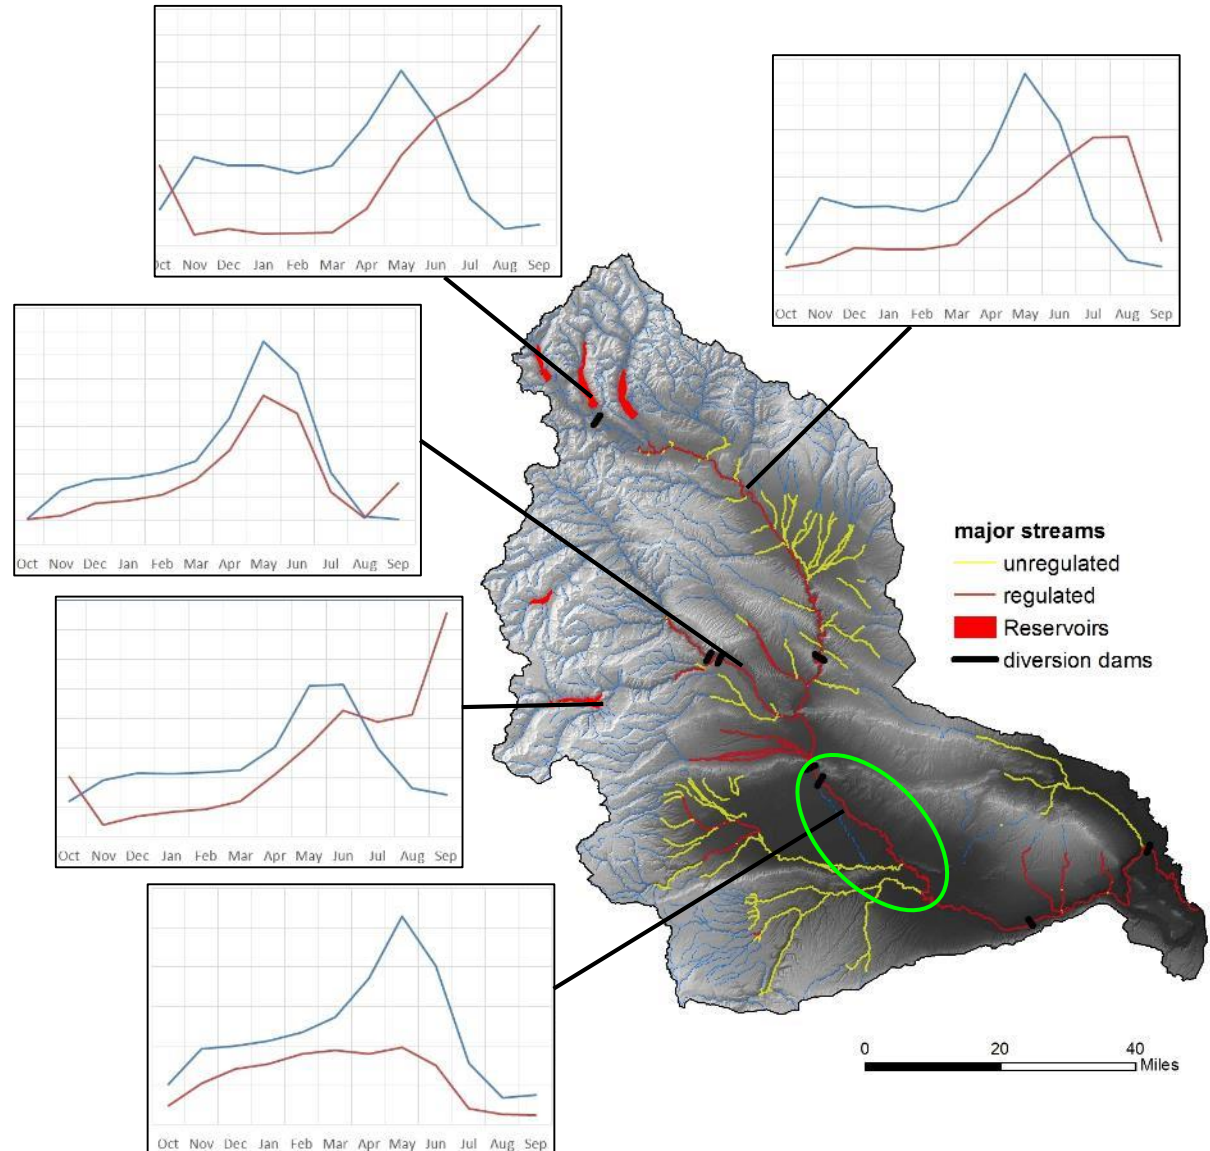 Oct Nov Dec Jan Feb Mar Apr May Jun Jul Aug Sep
Oct Nov Dec Jan Feb Mar Apr May Jun Jul Aug Sep
Oct Nov Dec Jan Feb Mar Apr May Jun Jul Aug Sep
major streams
unregulated
regulated
Reservoirs
diversion dams
Oct Nov Dec Jan Feb Mar Apr May Jun Jul Aug Sep
Oct Nov Dec Jan Feb Mar Apr May Jun Jul Aug Sep
0 20 40
Miles